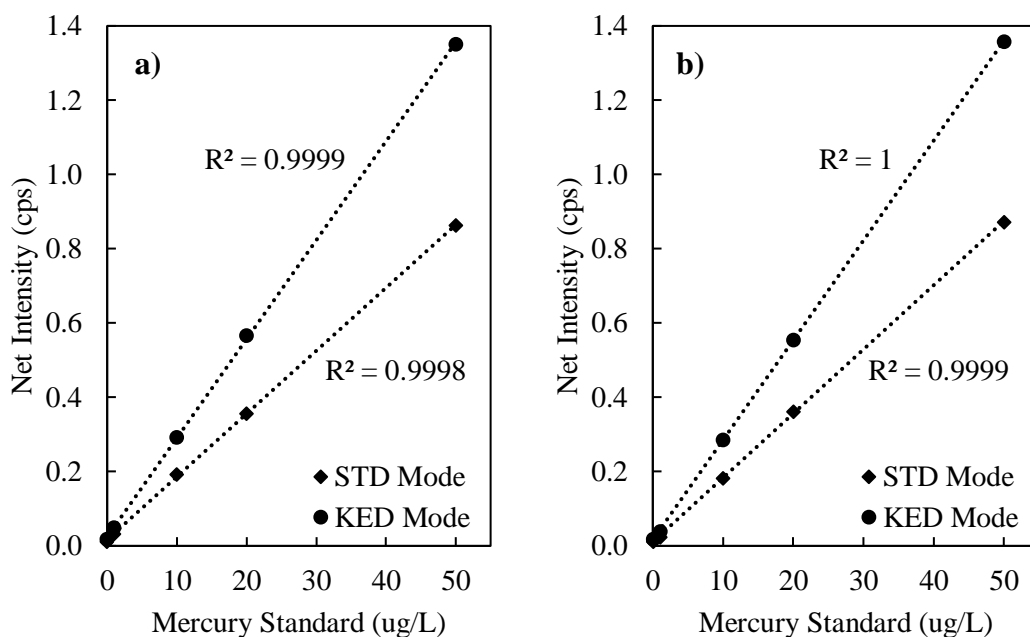 a)
1.4
1.2
1.0
0.8
0.6
0.4
0.2
0.0
Net Intensity (cps)
R² = 0.9999
R² = 0.9998
STD Mode
KED Mode
0 10 20 30 40 50
Mercury Standard (ug/L)
b)
1.4
1.2
1.0
0.8
0.6
0.4
0.2
0.0
Net Intensity (cps)
R² = 1
R² = 0.9999
STD Mode
KED Mode
0 10 20 30 40 50
Mercury Standard (ug/L)